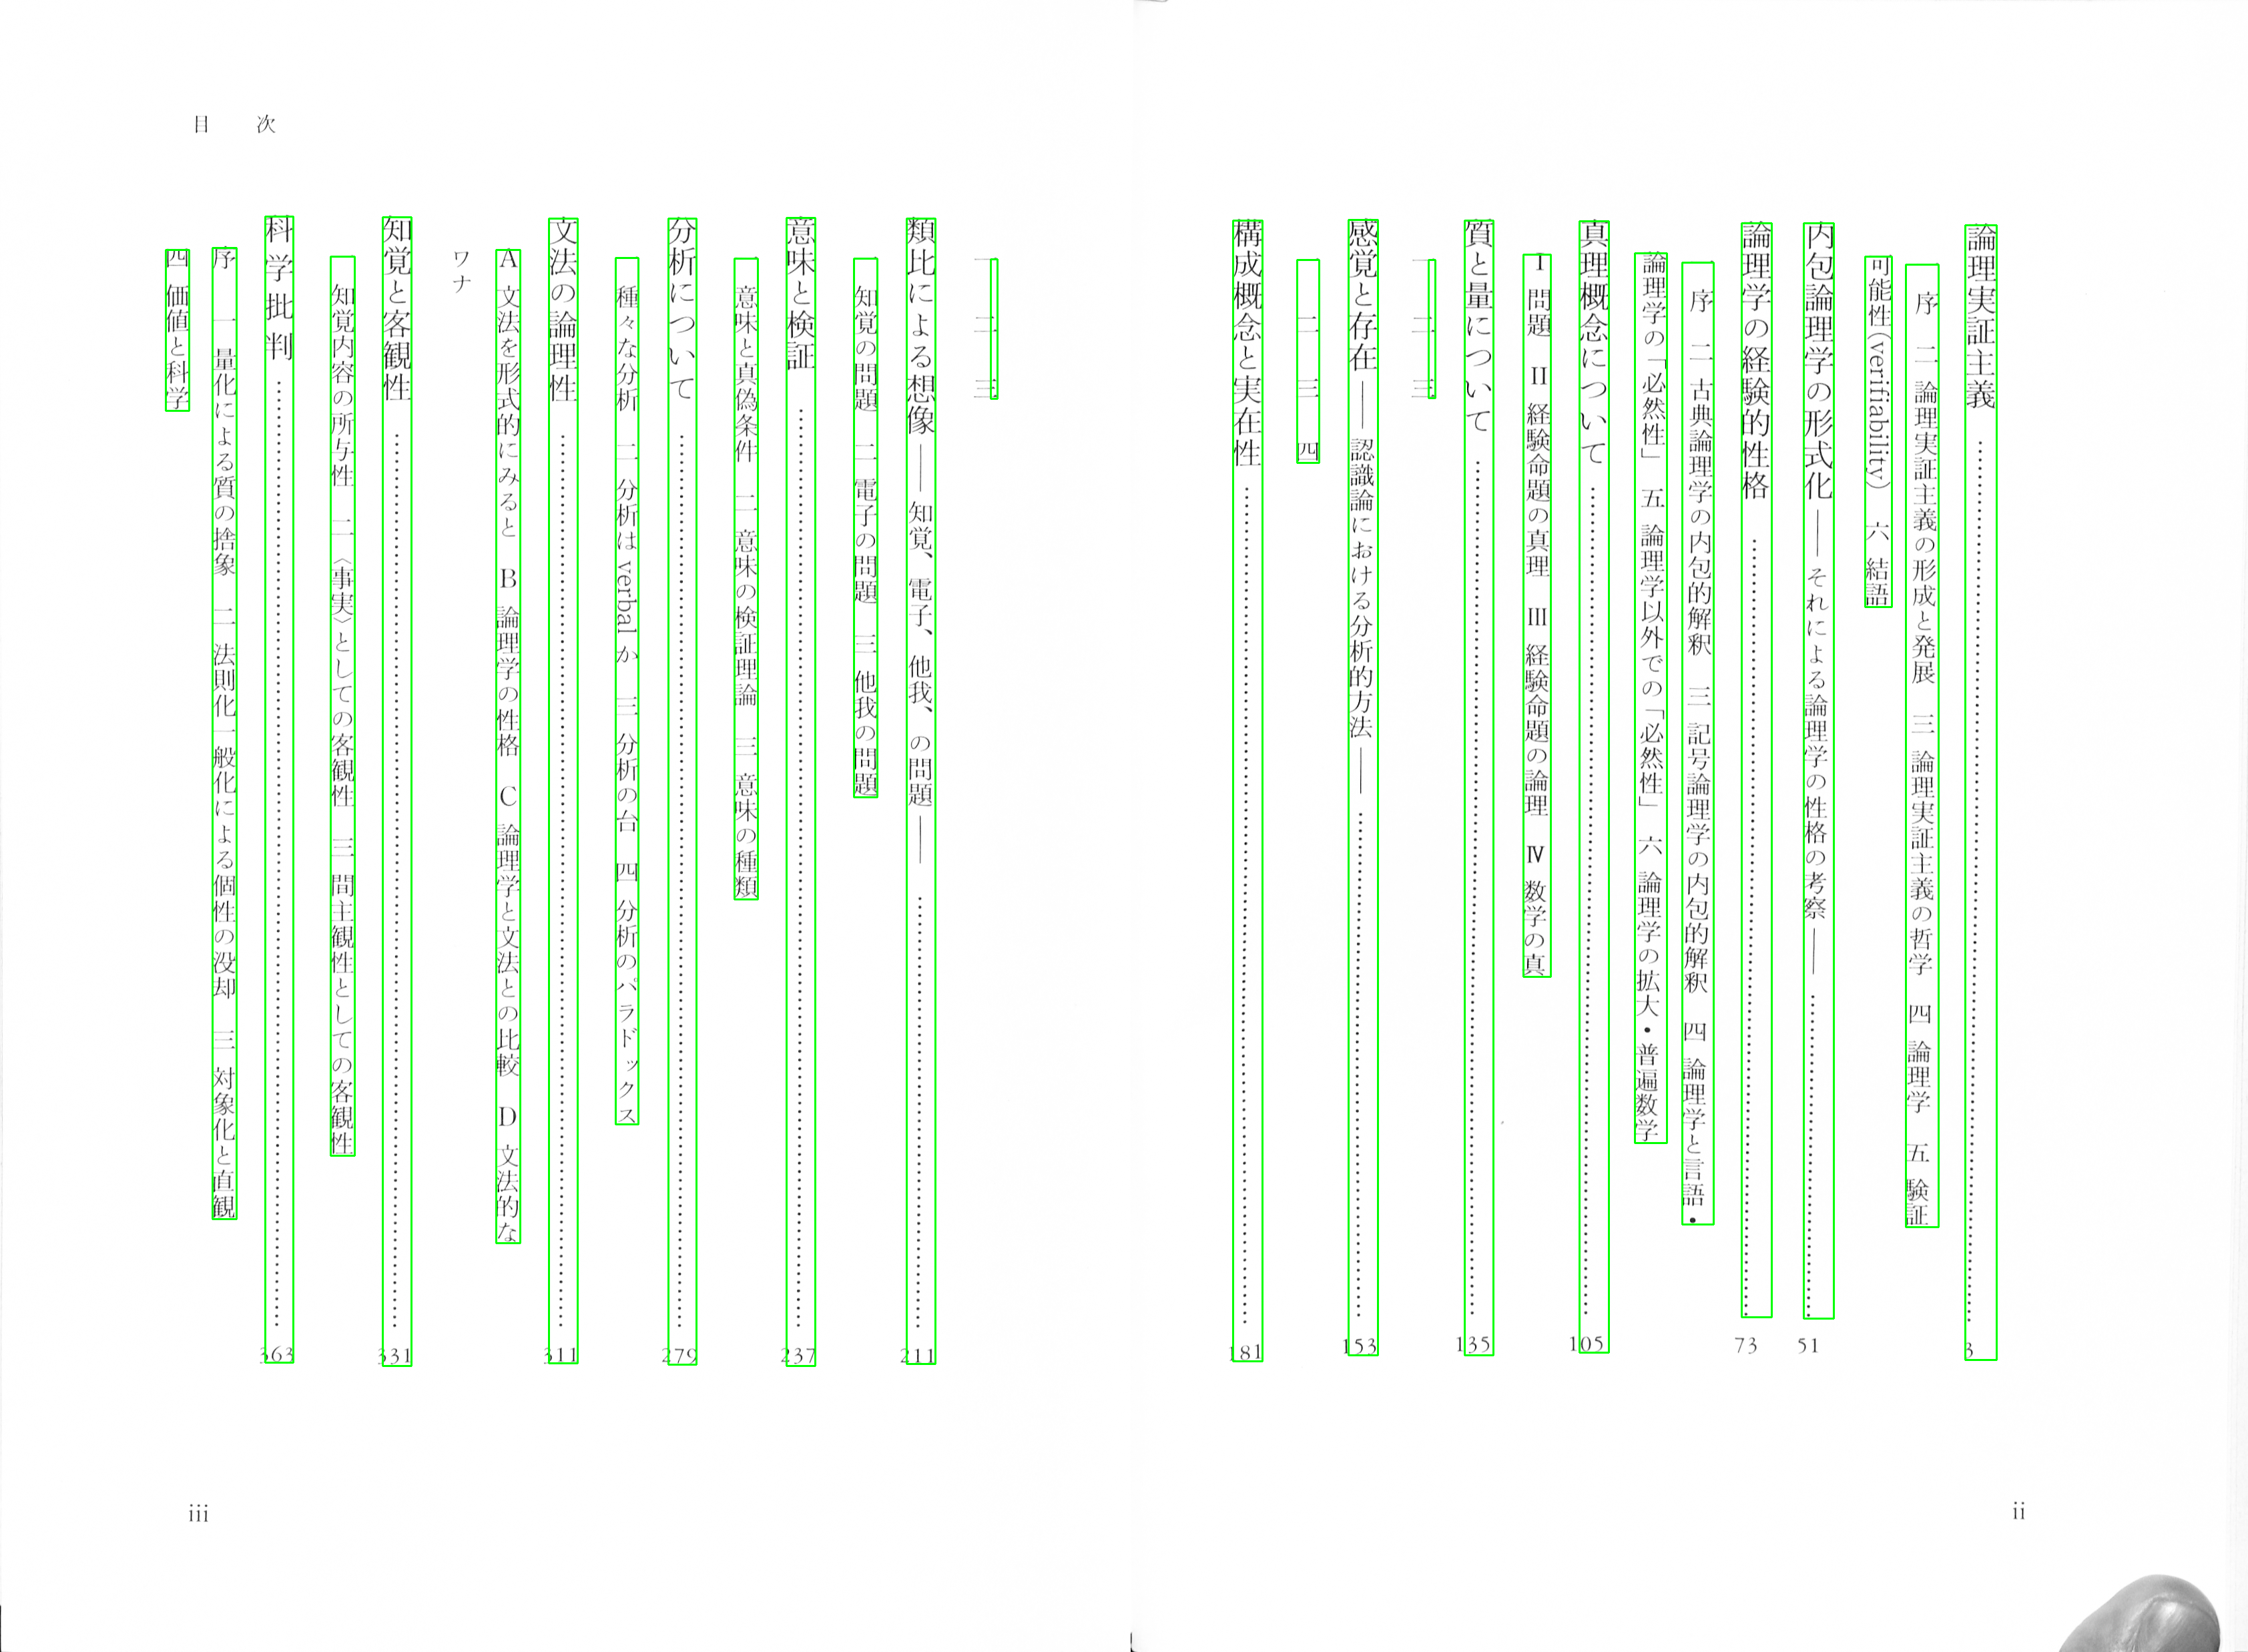 論理実証主義……………………3
序 二 論理実証主義の形成と発展 三 論理実証主義の哲学 四 論理学 五 験証
可能性(verifiability) 六 結語
内包論理学の形式化――それによる論理学の性格の考察――……………………51
論理学の経験的性格……………………73
序 二 古典論理学の内包的解釈 三 記号論理学の内包的解釈 四 論理学と言語・
論理学の「必然性」 五 論理学以外での「必然性」 六 論理学の拡大・普遍数学
真理概念について……………………105
I 問題 II 経験命題の真理 III 経験命題の論理 IV 数学の真
質と量について……………………135
一 二 三
感覚と存在――認識論における分析的方法――……………………153
二 三 四
構成概念と実在性……………………181
ii
一 二 三
類比による想像――知覚、電子、他我、の問題――……………………211
知覚の問題 二 電子の問題 三 他我の問題
意味と検証……………………237
意味と真偽条件 二 意味の検証理論 三 意味の種類
分析について……………………279
種々な分析 二 分析は verbal か 三 分析の台 四 分析のパラドックス
文法の論理性……………………311
A 文法を形式的にみると B 論理学の性格 C 論理学と文法との比較 D 文法的な
ワナ
知覚と客観性……………………331
知覚内容の所与性 二 〈事実〉としての客観性 三 間主観性としての客観性
科学批判……………………363
序 一 量化による質の捨象 二 法則化一般化による個性の没却 三 対象化と直観
四 価値と科学
目 次
iii